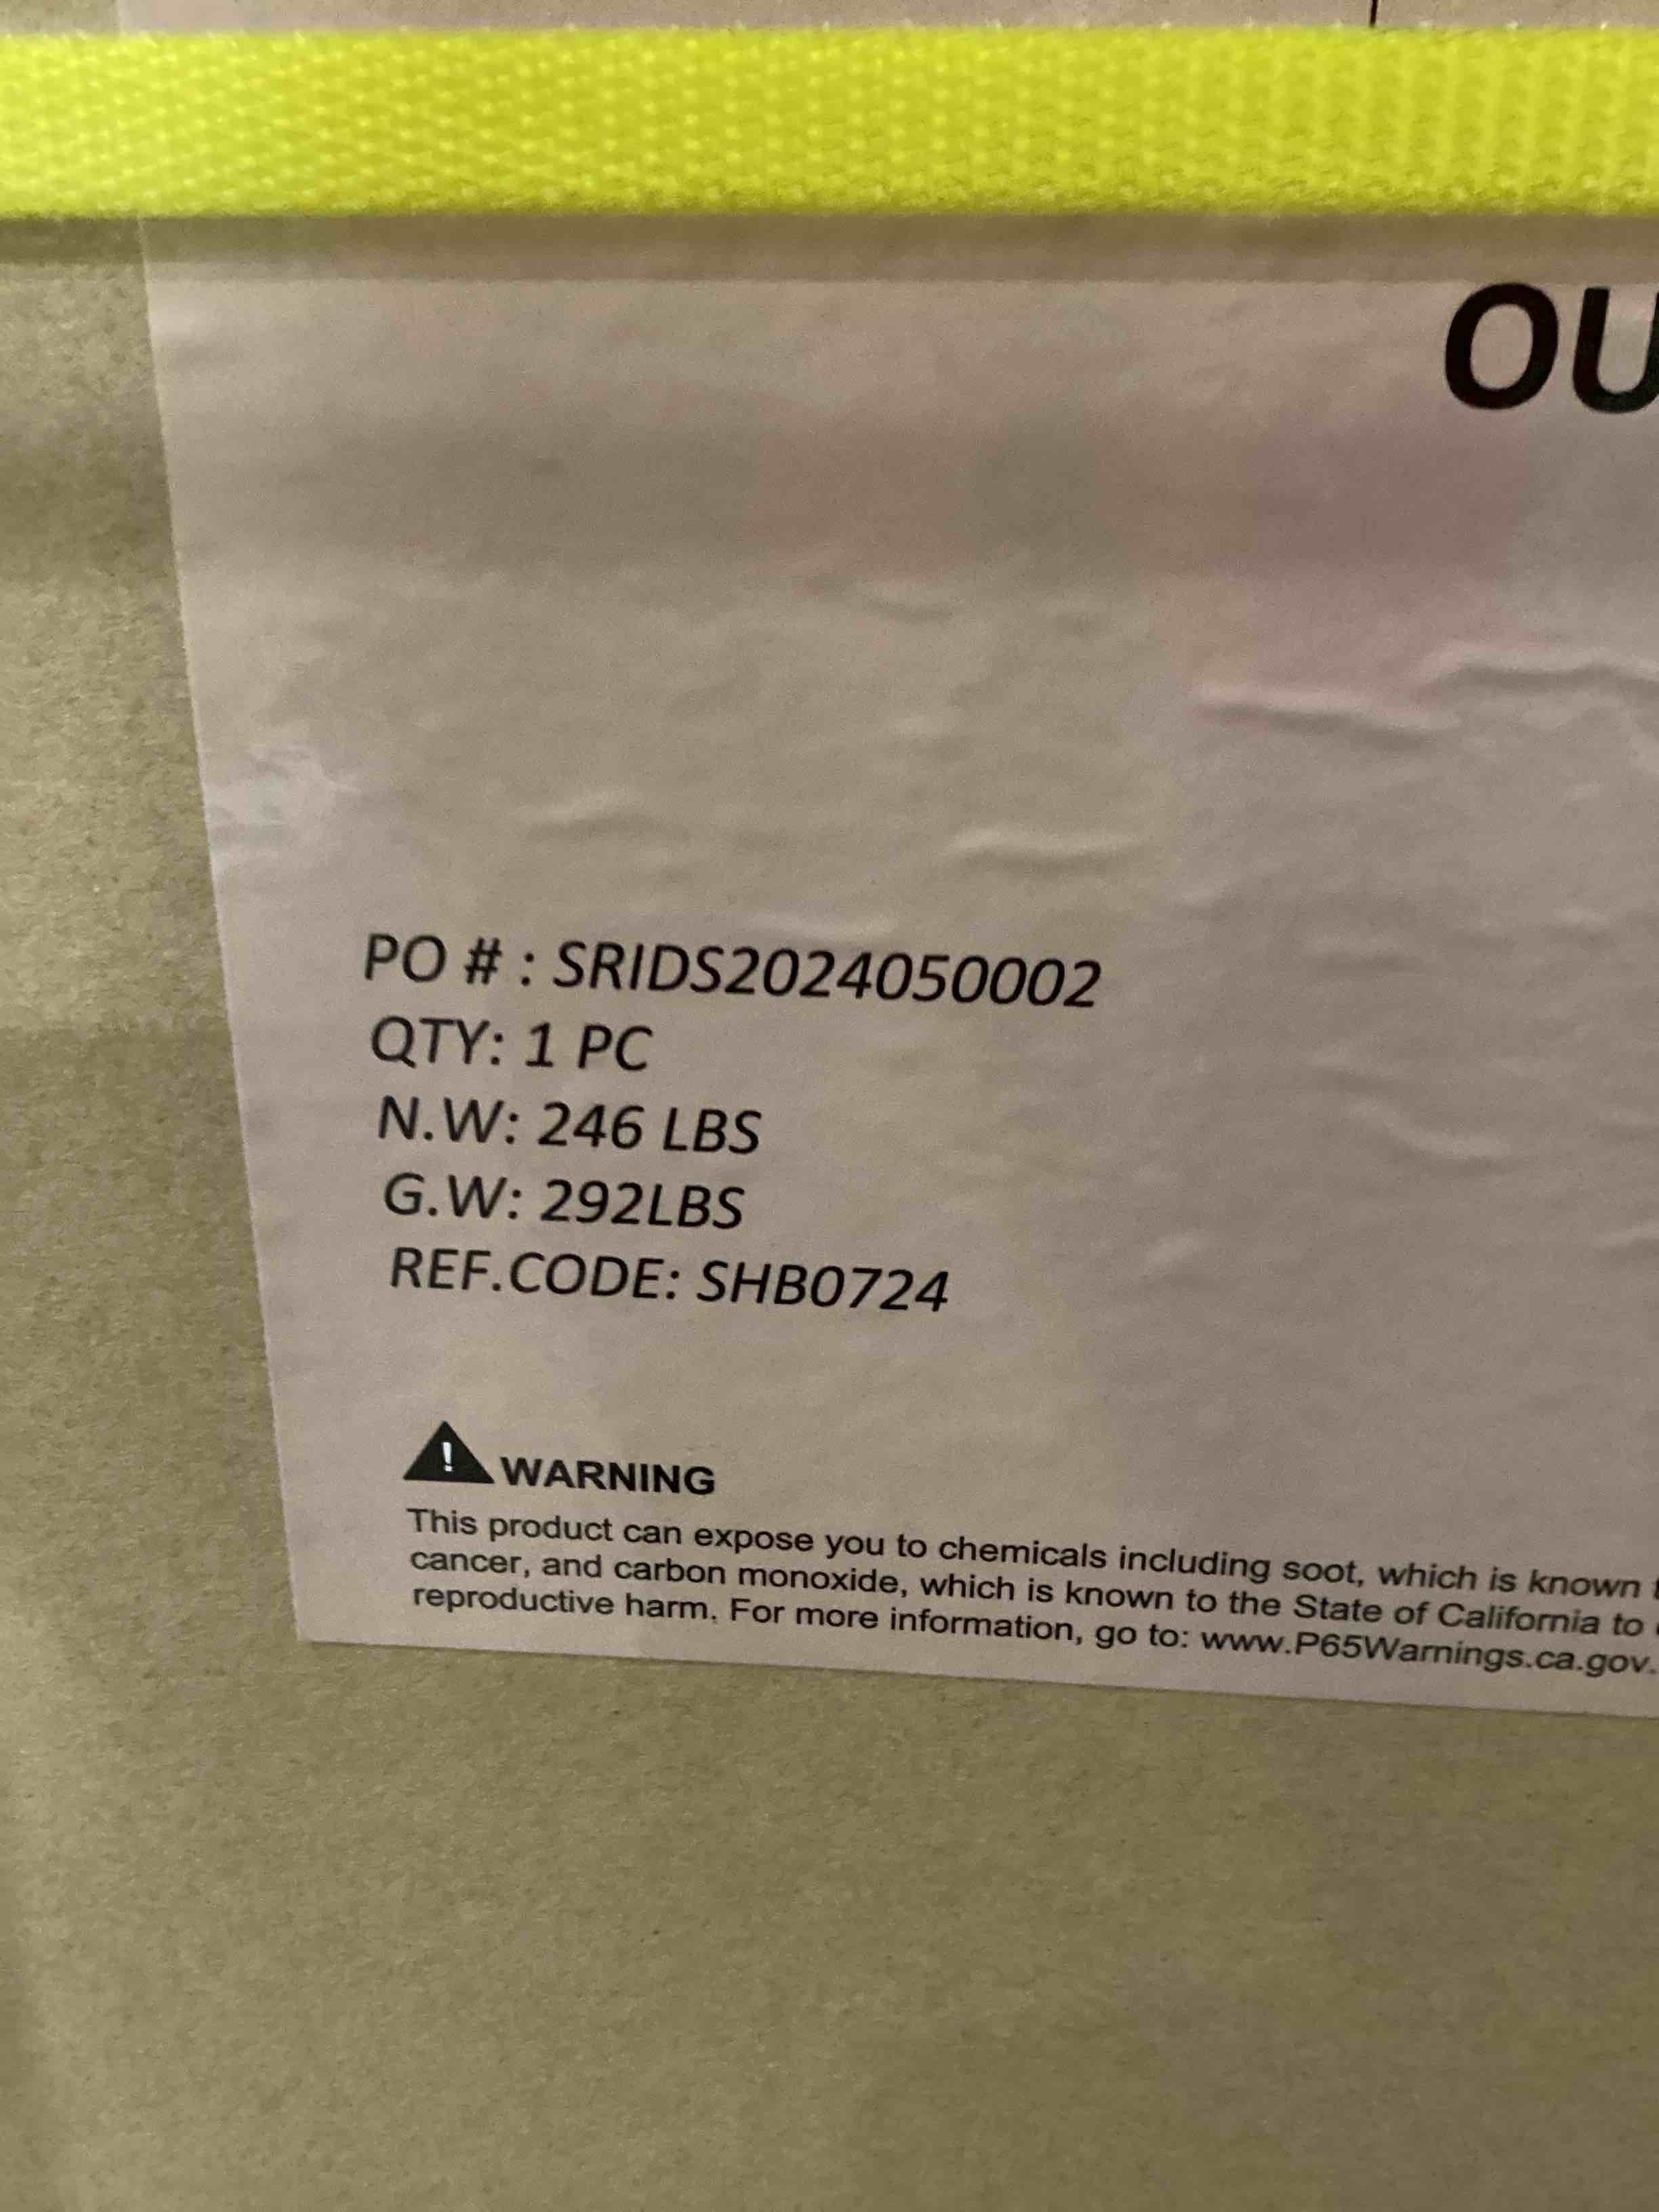 OU
PO # : SRIDS2024050002
QTY: 1 PC
N.W: 246 LBS
G.W: 292LBS
REF.CODE: SHB0724
! WARNING
This product can expose you to chemicals including soot, which is known
cancer, and carbon monoxide, which is known to the State of California to
reproductive harm. For more information, go to: www.P65Warnings.ca.gov.